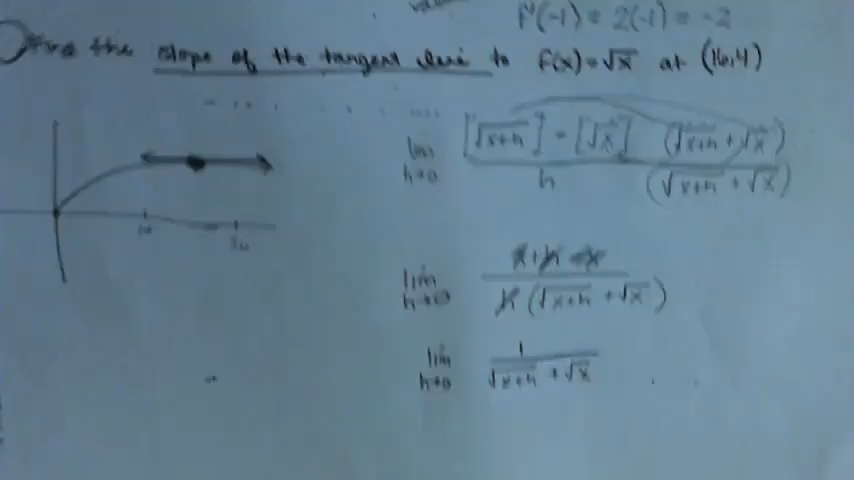 f'(-1) = 2(-1) = -2
Find the slope of the tangent line to f(x)=√x at (16,4)
lim h→0 [√x+h] - [√x] (√x+h + √x) / h (√x+h + √x)
lim h→0 x+h-x / h(√x+h + √x)
lim h→0 1 / √x+h + √x